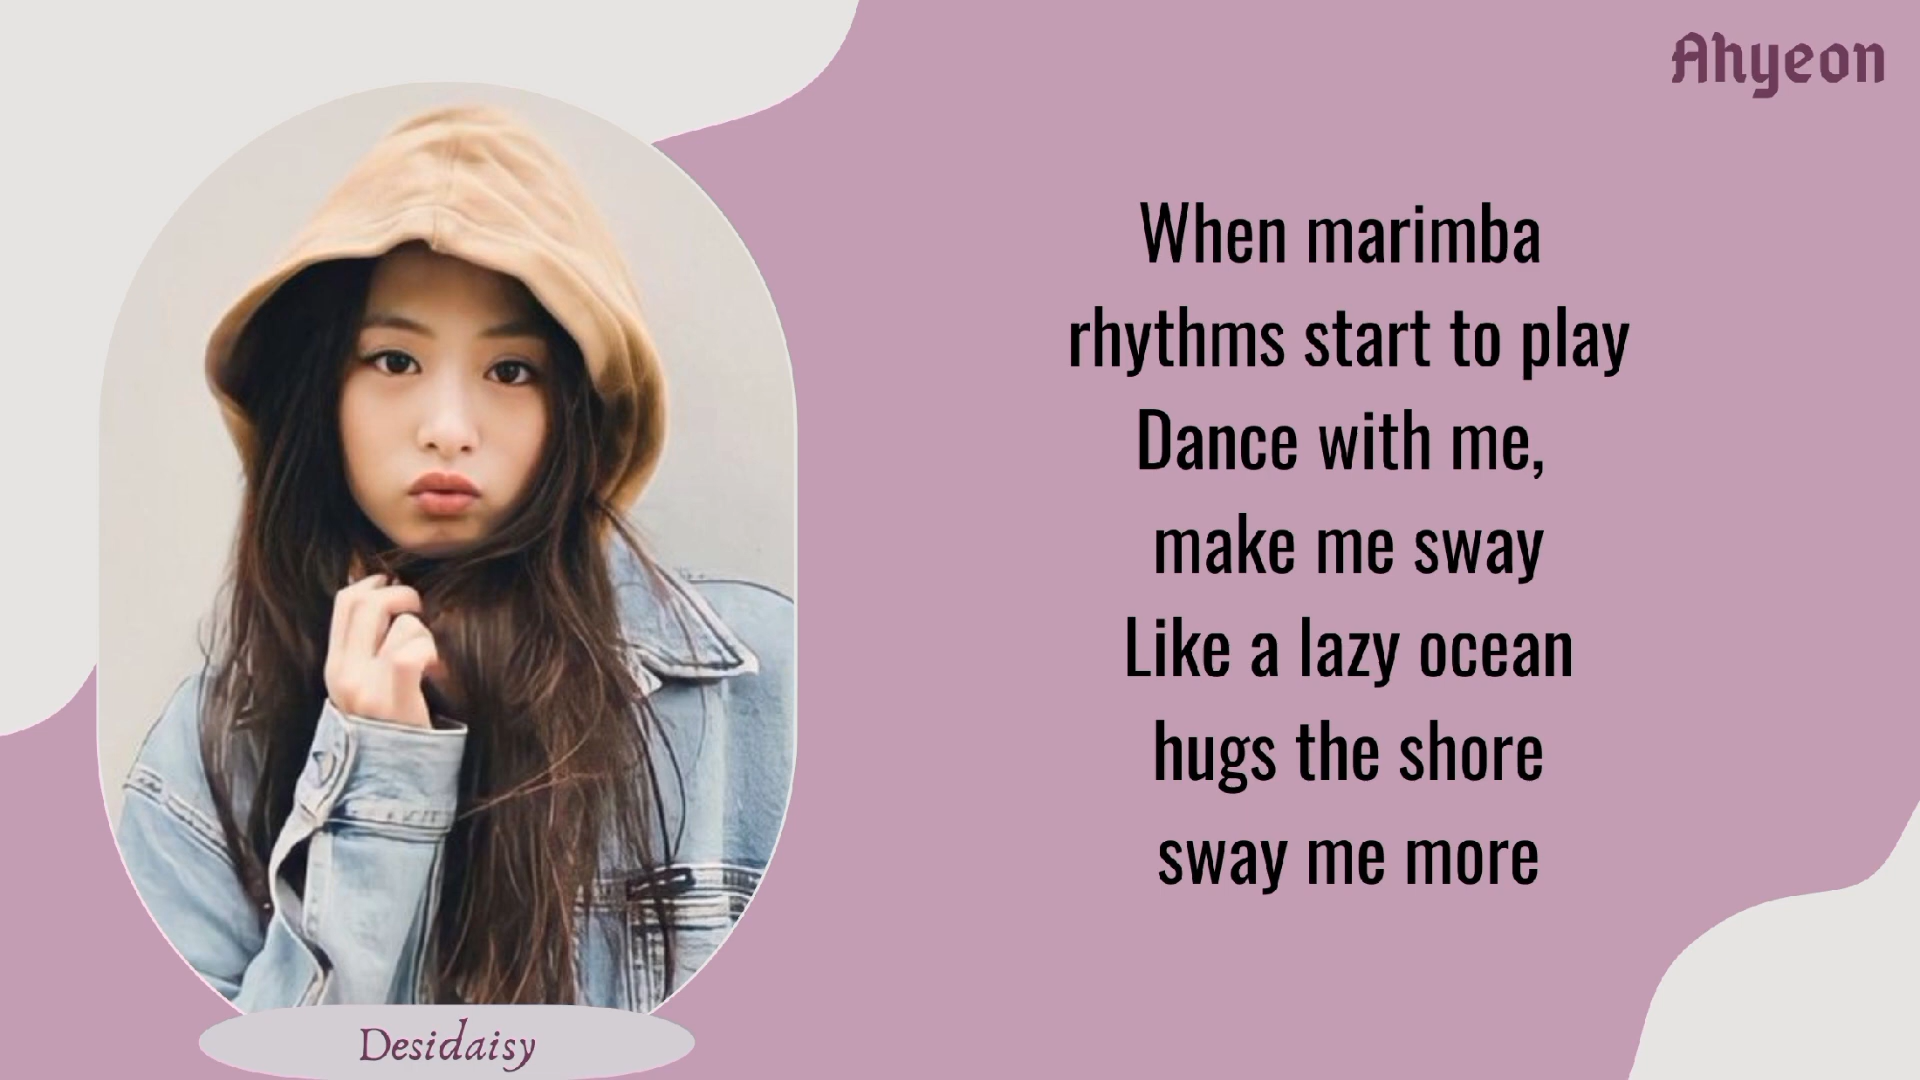 Ahyeon
When marimba
rhythms start to play
Dance with me,
make me sway
Like a lazy ocean
hugs the shore
sway me more
Desidaisy